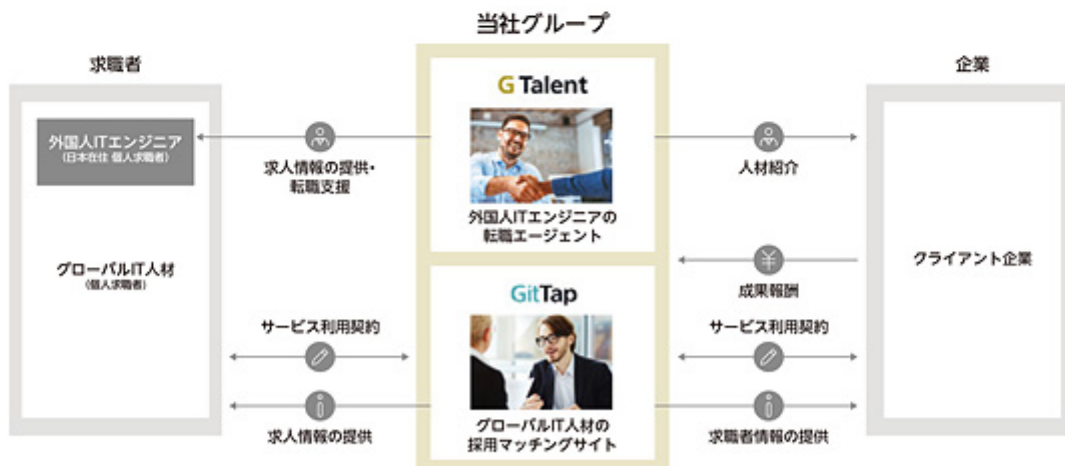 当社グループ
求職者
企業
G Talent
外国人ITエンジニア
(日本在住 個人求職者)
求人情報の提供・
転職支援
人材紹介
外国人ITエンジニアの
転職エージェント
グローバルIT人材
(個人求職者)
クライアント企業
成果報酬
GitTap
サービス利用契約
サービス利用契約
求人情報の提供
グローバルIT人材の
採用マッチングサイト
求職者情報の提供